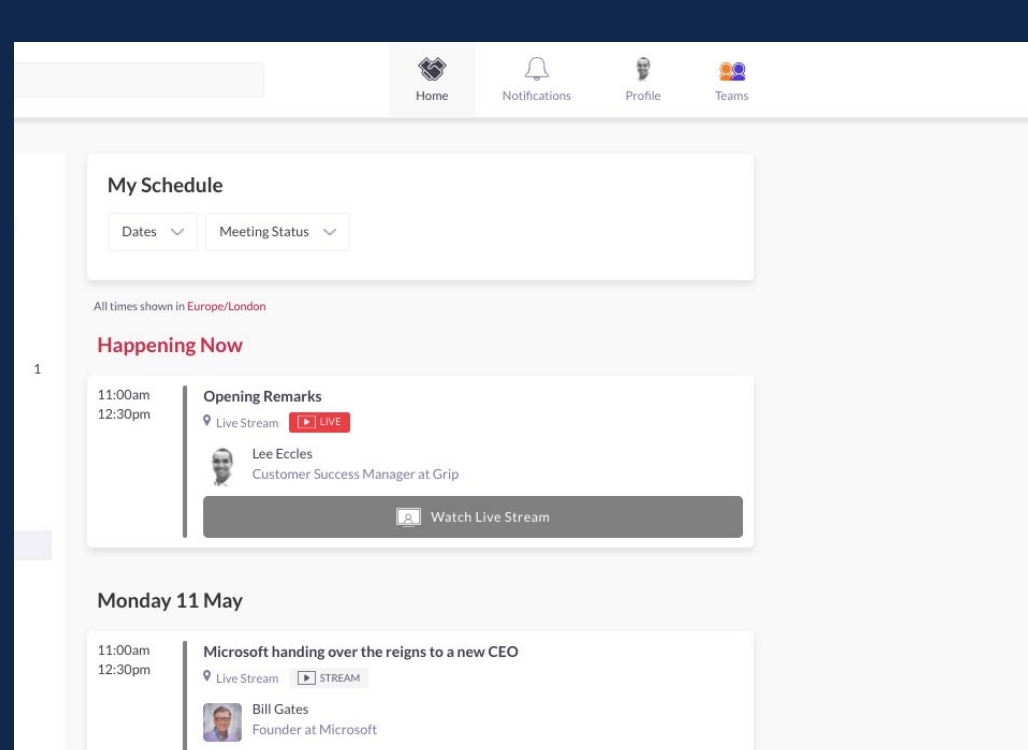 Home
Notifications
Profile
Teams
My Schedule
Dates
Meeting Status
All times shown in Europe/London
Happening Now
1
11:00am
12:30pm
Opening Remarks
Live Stream
LIVE
Lee Eccles
Customer Success Manager at Grip
Watch Live Stream
Monday 11 May
11:00am
12:30pm
Microsoft handing over the reigns to a new CEO
Live Stream
STREAM
Bill Gates
Founder at Microsoft